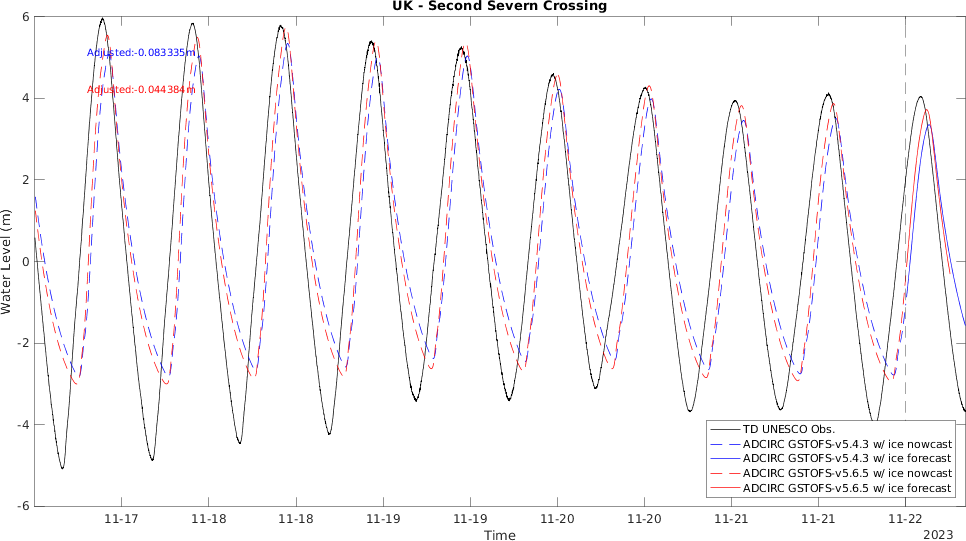 UK - Second Severn Crossing
6
4
2
0
-2
-4
-6
Water Level (m)
Adjusted:-0.083335m
Adjusted:-0.044384m
TD UNESCO Obs.
ADCIRC GSTOFS-v5.4.3 w/ ice nowcast
ADCIRC GSTOFS-v5.4.3 w/ ice forecast
ADCIRC GSTOFS-v5.6.5 w/ ice nowcast
ADCIRC GSTOFS-v5.6.5 w/ ice forecast
11-17 11-18 11-18 11-19 11-19 11-20 11-20 11-21 11-21 11-22
Time
2023